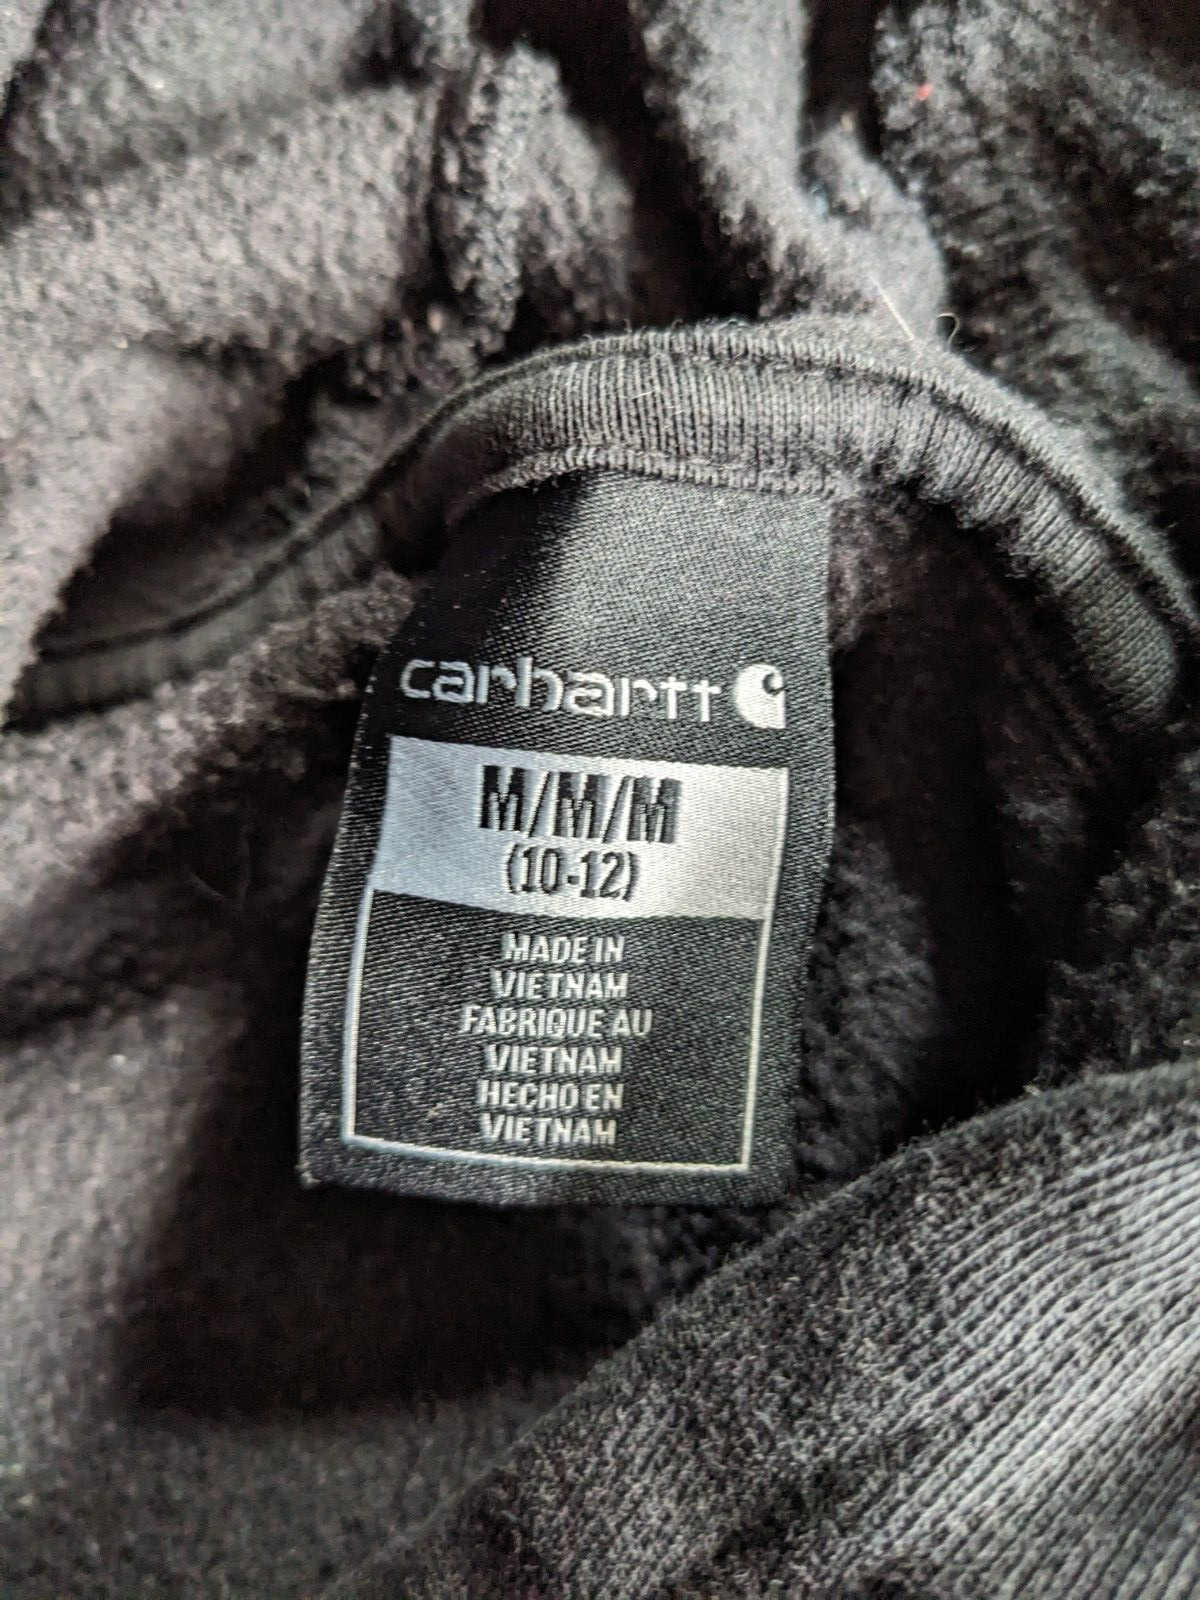 carhartt
M/M/M
(10-12)
MADE IN
VIETNAM
FABRIQUE AU
VIETNAM
HECHO EN
VIETNAM